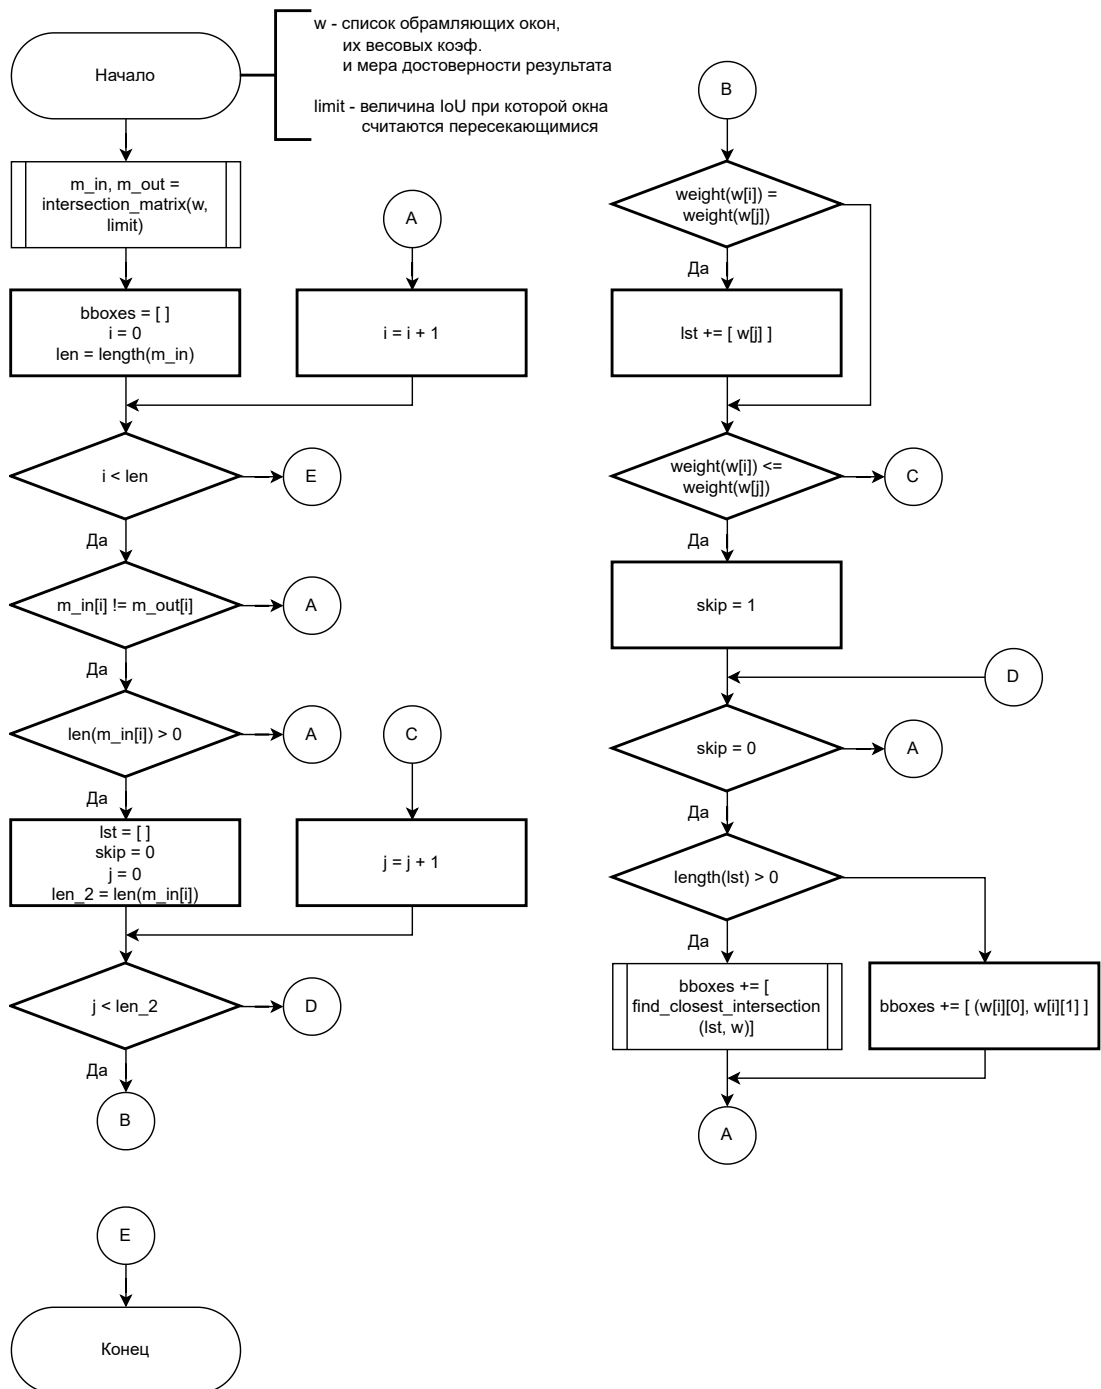 Начало
w - список обрамляющих окон,
их весовых коэф.
и мера достоверности результата
limit - величина IoU при которой окна
считаются пересекающимися
m_in, m_out =
intersection_matrix(w,
limit)
bboxes = [ ]
i = 0
len = length(m_in)
A
i = i + 1
i < len
E
Да
m_in[i] != m_out[i]
A
Да
len(m_in[i]) > 0
A
Да
lst = [ ]
skip = 0
j = 0
len_2 = len(m_in[i])
C
j = j + 1
j < len_2
D
Да
B
E
Конец
B
weight(w[i]) =
weight(w[j])
Да
lst += [ w[j] ]
weight(w[i]) <=
weight(w[j])
C
Да
skip = 1
D
skip = 0
A
Да
length(lst) > 0
Да
bboxes += [
find_closest_intersection
(lst, w)]
bboxes += [ (w[i][0], w[i][1] ]
A